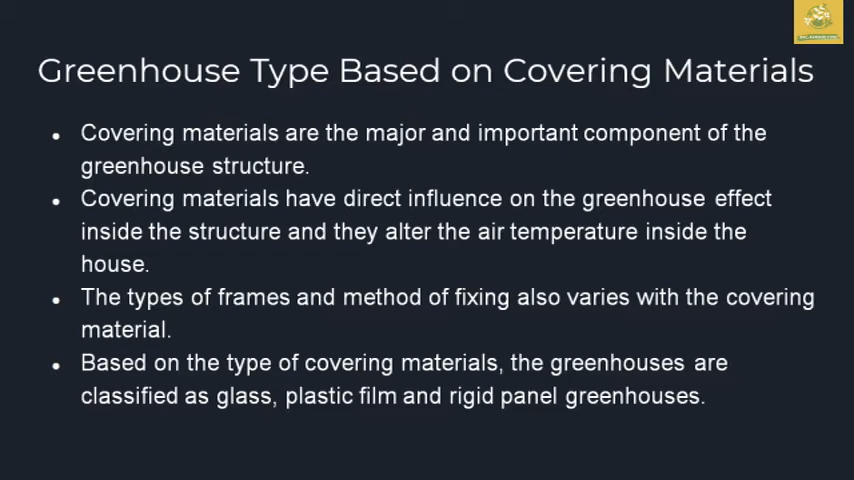 Greenhouse Type Based on Covering Materials
• Covering materials are the major and important component of the
greenhouse structure.
• Covering materials have direct influence on the greenhouse effect
inside the structure and they alter the air temperature inside the
house.
• The types of frames and method of fixing also varies with the covering
material.
• Based on the type of covering materials, the greenhouses are
classified as glass, plastic film and rigid panel greenhouses.